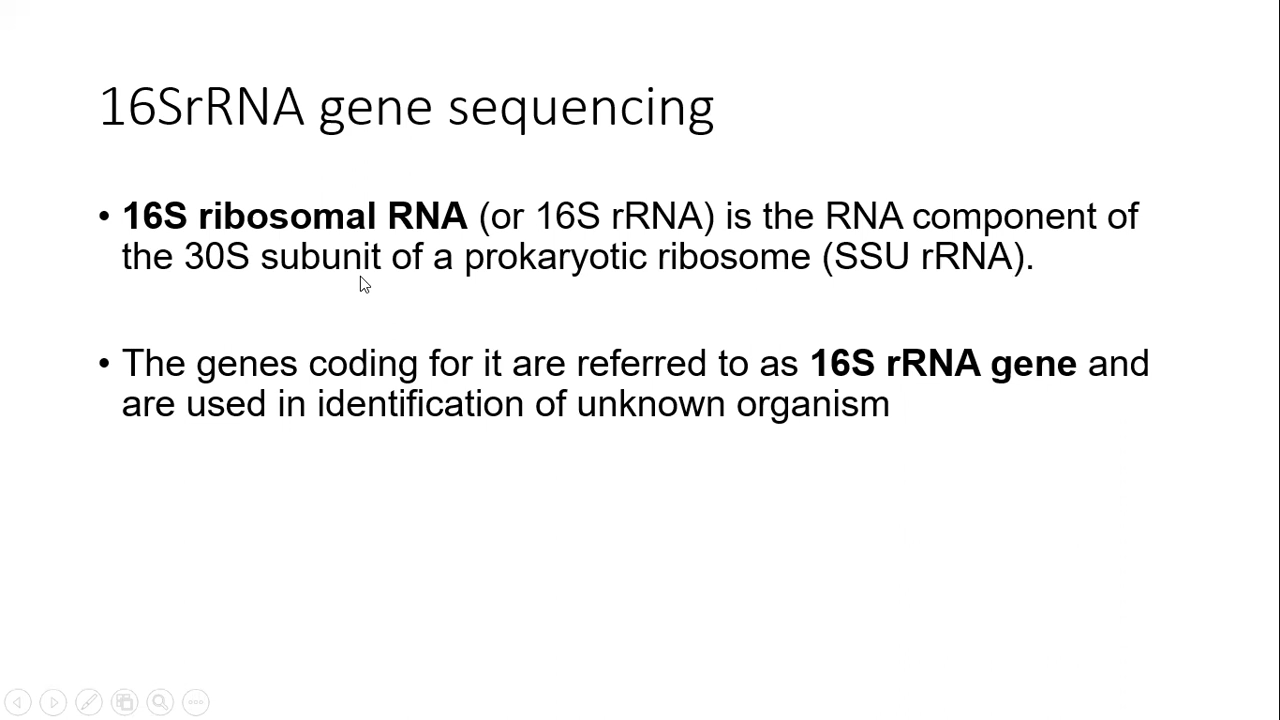 16SrRNA gene sequencing
• 16S ribosomal RNA (or 16S rRNA) is the RNA component of
the 30S subunit of a prokaryotic ribosome (SSU rRNA).
• The genes coding for it are referred to as 16S rRNA gene and
are used in identification of unknown organism